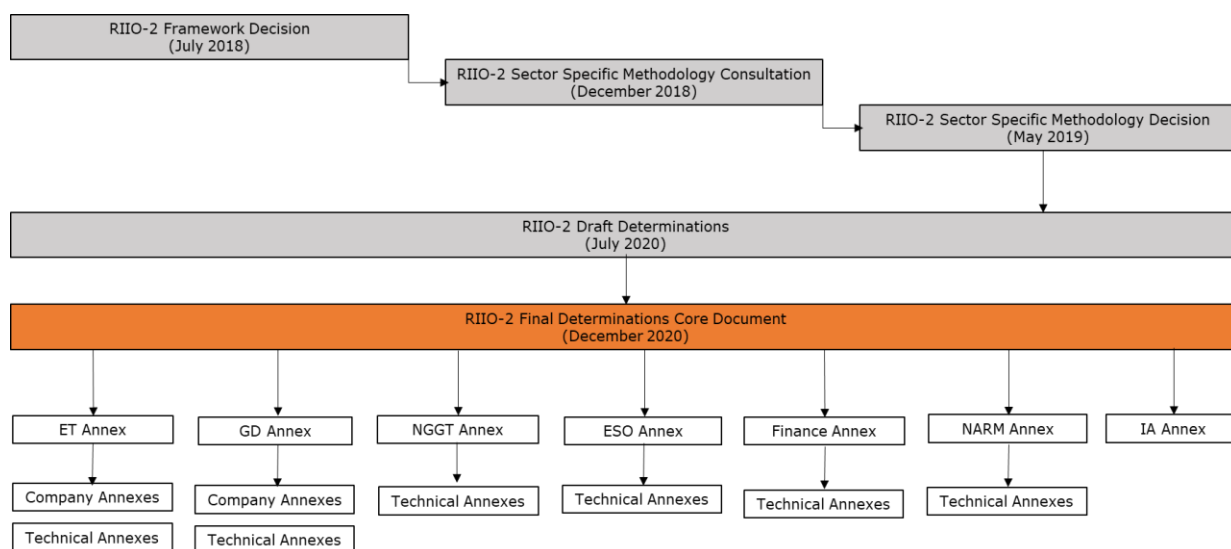 RIIO-2 Framework Decision
(July 2018)
RIIO-2 Sector Specific Methodology Consultation
(December 2018)
RIIO-2 Sector Specific Methodology Decision
(May 2019)
RIIO-2 Draft Determinations
(July 2020)
RIIO-2 Final Determinations Core Document
(December 2020)
ET Annex
GD Annex
NGGT Annex
ESO Annex
Finance Annex
NARM Annex
IA Annex
Company Annexes
Company Annexes
Technical Annexes
Technical Annexes
Technical Annexes
Technical Annexes
Technical Annexes
Technical Annexes